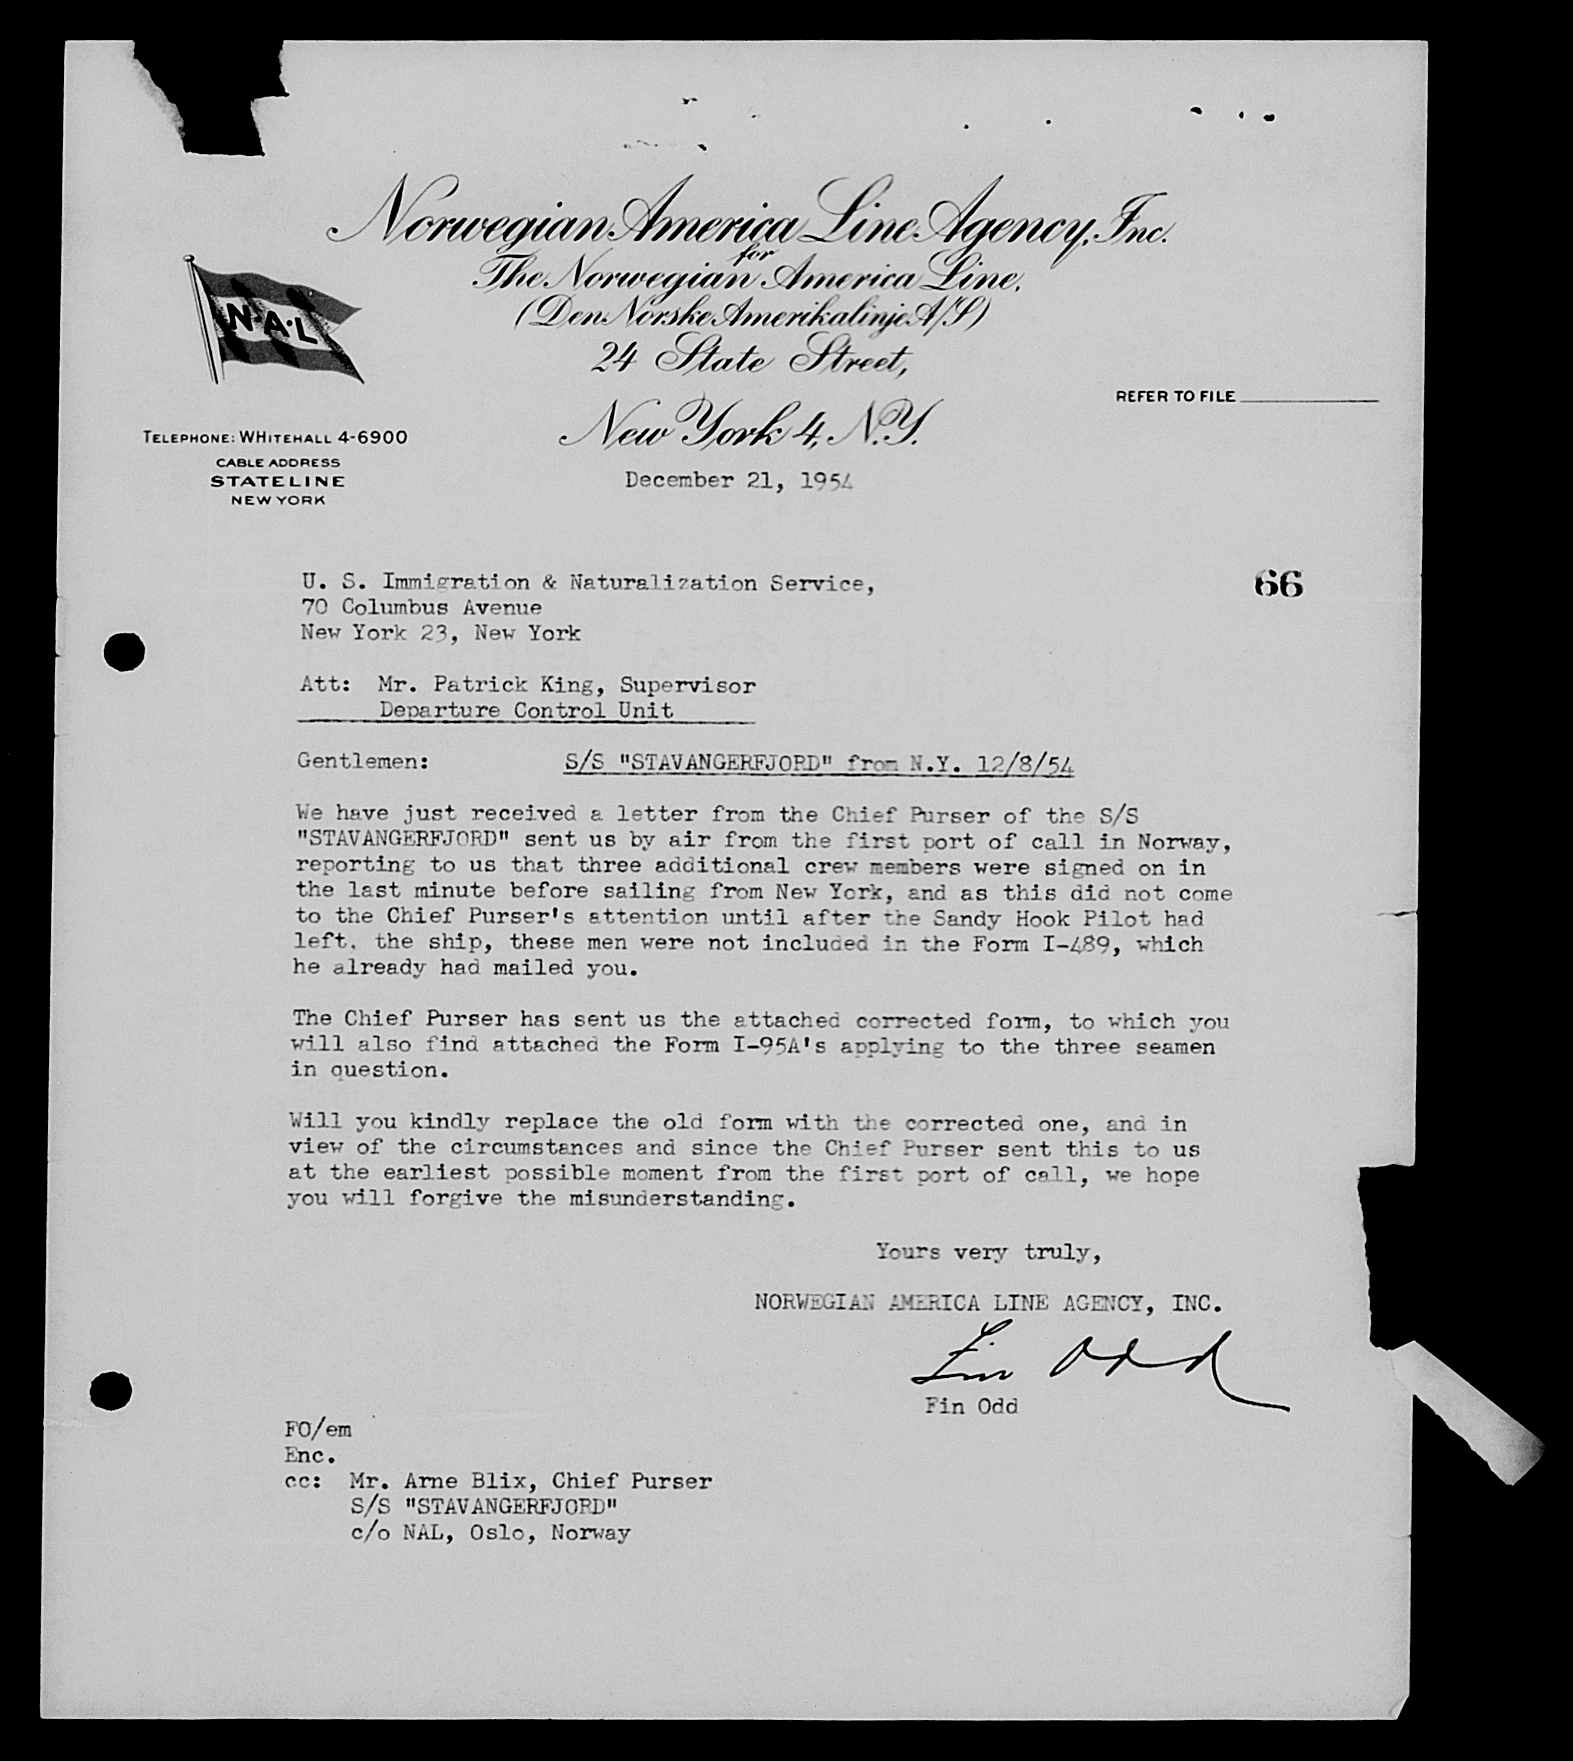 Norwegian America Line Agency, Inc.
for
The Norwegian America Line,
(Den Norske Amerikalinje A/S)
24 State Street,
New York 4, N.Y.
N·A·L
REFER TO FILE
TELEPHONE: WHITEHALL 4-6900
CABLE ADDRESS
STATELINE
NEW YORK
December 21, 1954
66
U. S. Immigration & Naturalization Service,
70 Columbus Avenue
New York 23, New York
Att: Mr. Patrick King, Supervisor
Departure Control Unit
Gentlemen: S/S "STAVANGERFJORD" from N.Y. 12/8/54
We have just received a letter from the Chief Purser of the S/S
"STAVANGERFJORD" sent us by air from the first port of call in Norway,
reporting to us that three additional crew members were signed on in
the last minute before sailing from New York, and as this did not come
to the Chief Purser's attention until after the Sandy Hook Pilot had
left. the ship, these men were not included in the Form I-489, which
he already had mailed you.
The Chief Purser has sent us the attached corrected form, to which you
will also find attached the Form I-95A's applying to the three seamen
in question.
Will you kindly replace the old form with the corrected one, and in
view of the circumstances and since the Chief Purser sent this to us
at the earliest possible moment from the first port of call, we hope
you will forgive the misunderstanding.
Yours very truly,
NORWEGIAN AMERICA LINE AGENCY, INC.
Fin Odd
Fin Odd
FO/em
Enc.
cc: Mr. Arne Blix, Chief Purser
S/S "STAVANGERFJORD"
c/o NAL, Oslo, Norway